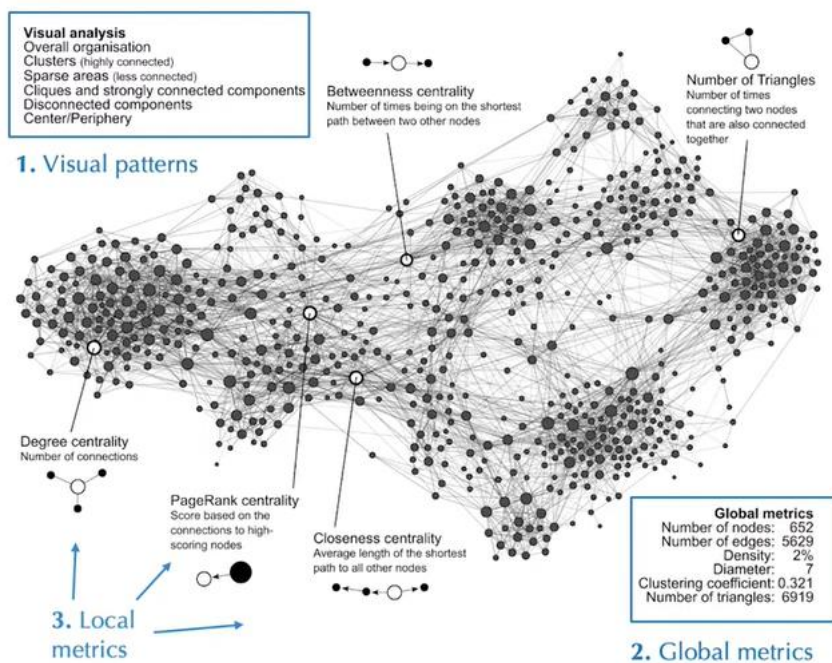 Visual analysis
Overall organisation
Clusters (highly connected)
Sparse areas (less connected)
Cliques and strongly connected components
Disconnected components
Center/Periphery
1. Visual patterns
Betweenness centrality
Number of times being on the shortest
path between two other nodes
Number of Triangles
Number of times
connecting two nodes
that are also connected
together
Degree centrality
Number of connections
PageRank centrality
Score based on the
connections to high-
scoring nodes
Closeness centrality
Average length of the shortest
path to all other nodes
3. Local
metrics
Global metrics
Number of nodes: 652
Number of edges: 5629
Density: 2%
Diameter: 7
Clustering coefficient: 0.321
Number of triangles: 6919
2. Global metrics